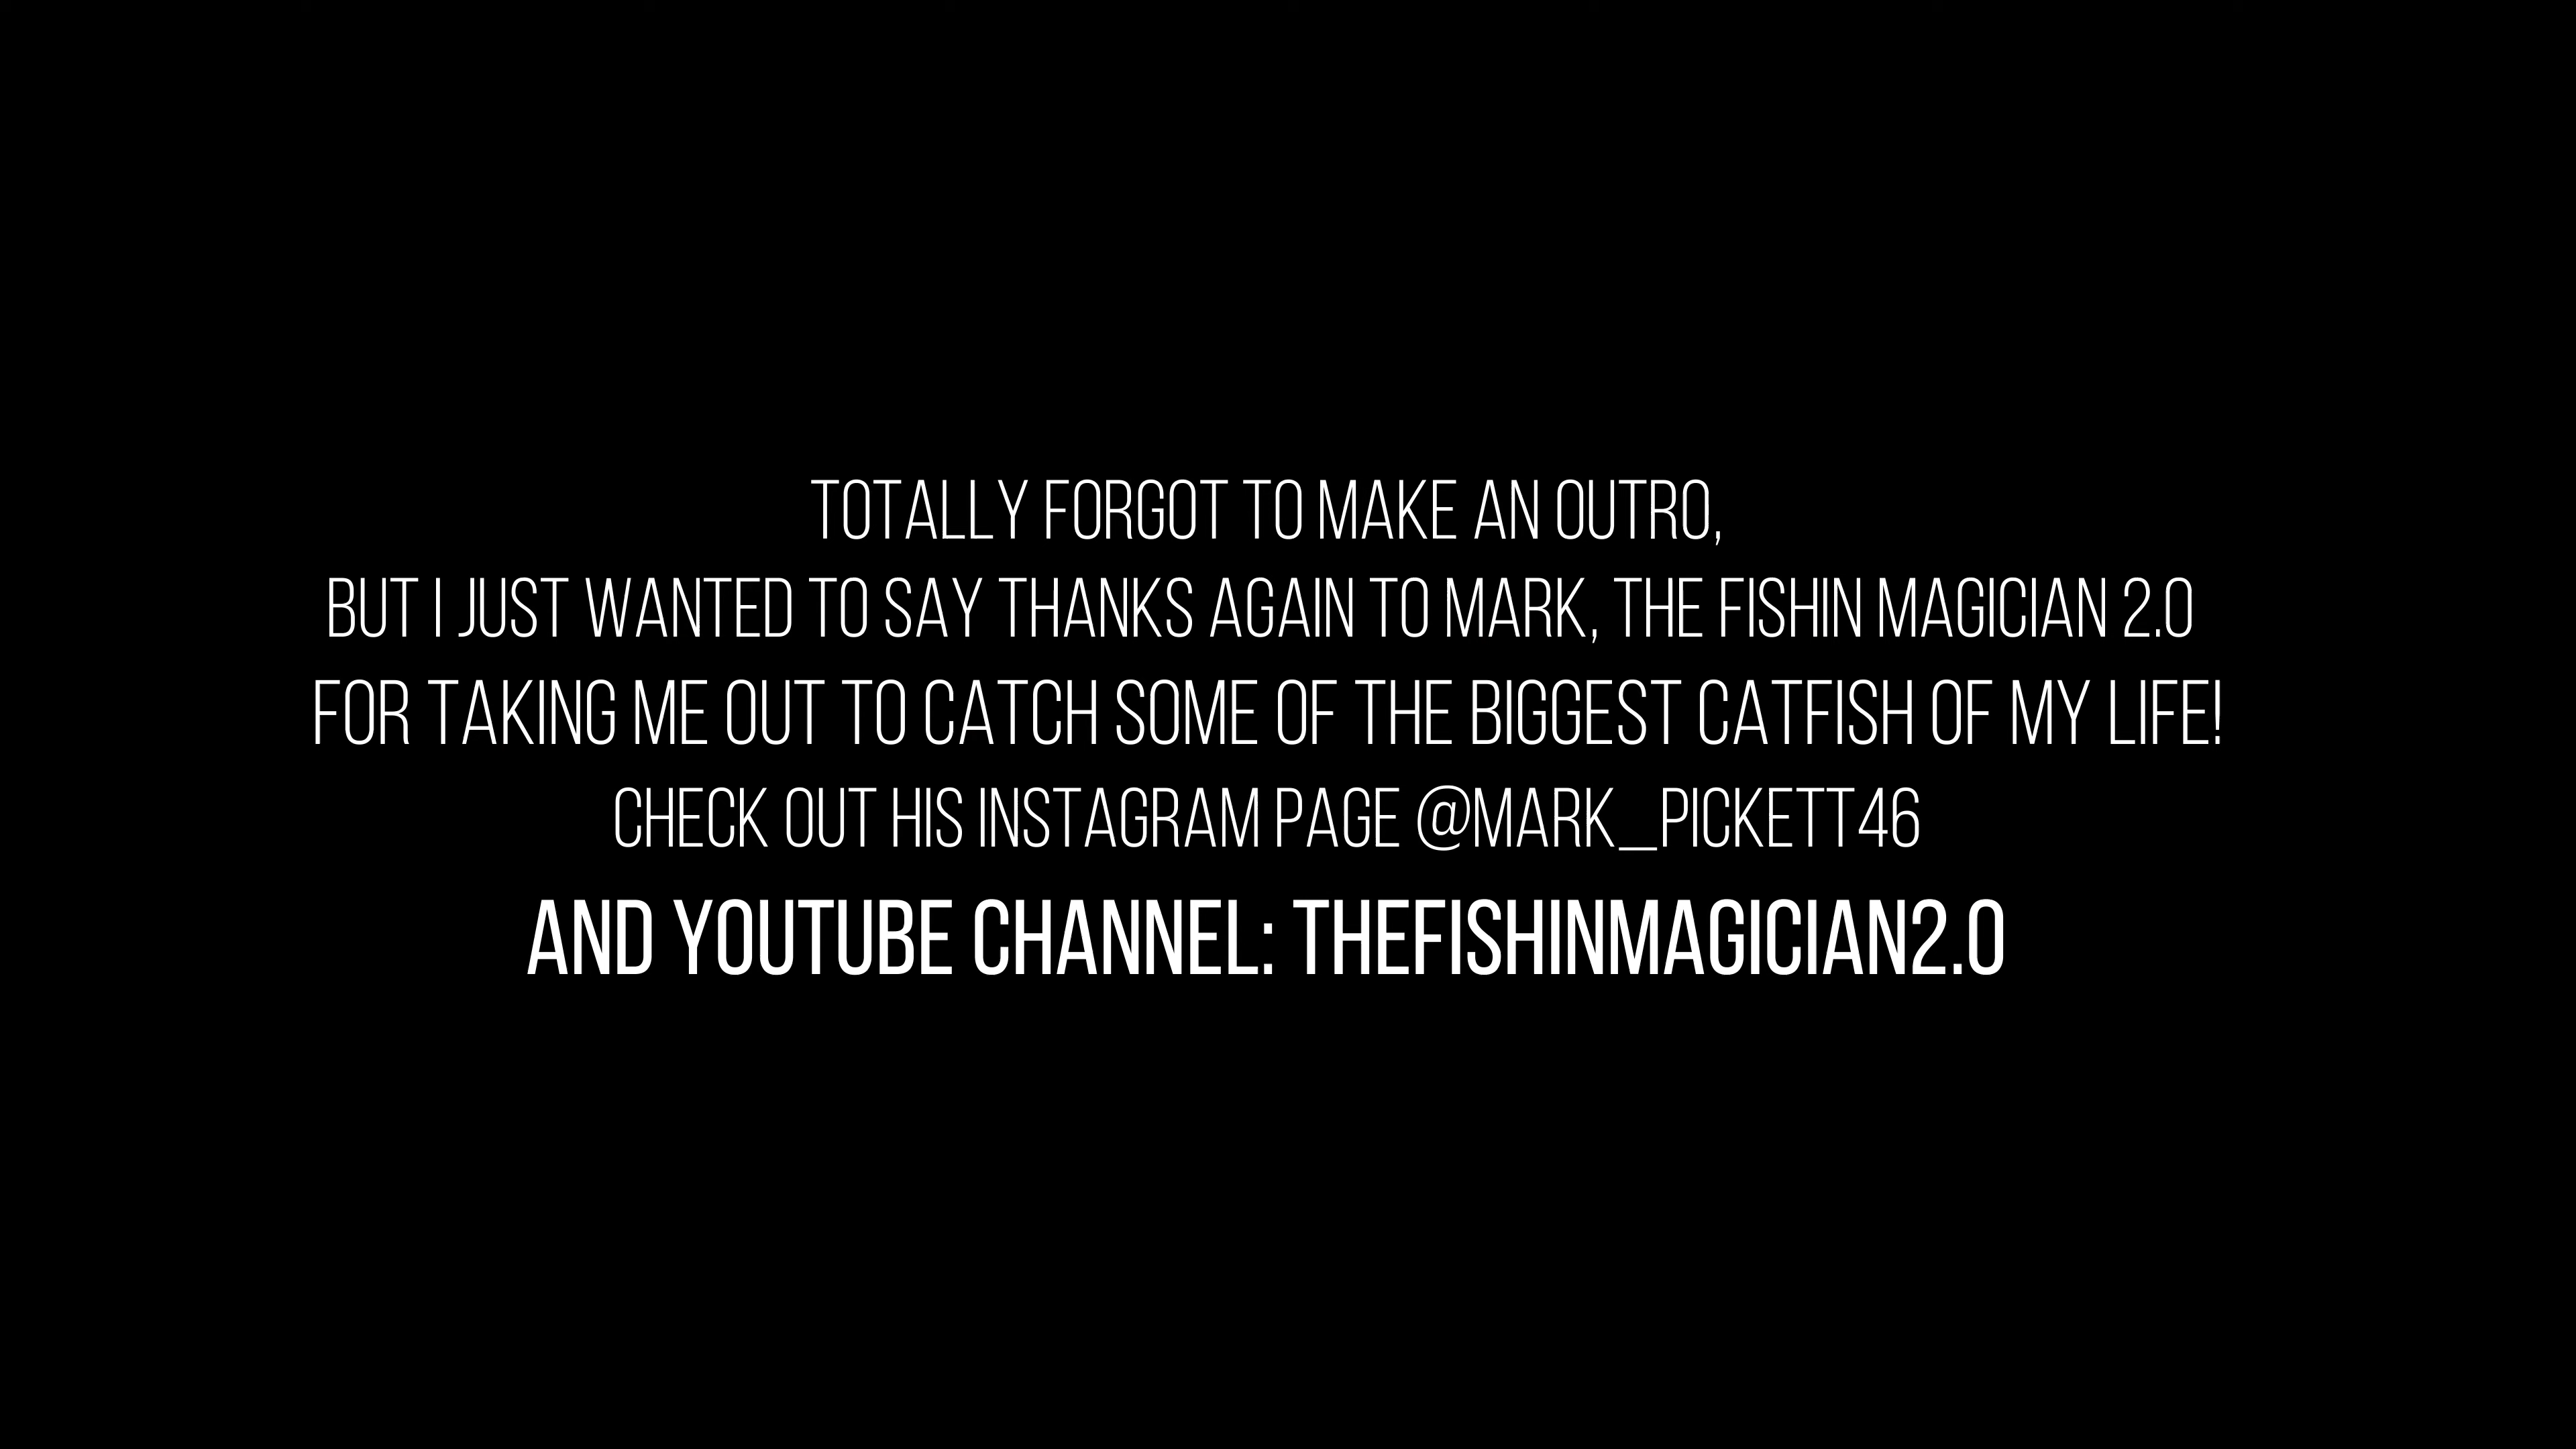 TOTALLY FORGOT TO MAKE AN OUTRO,
BUT I JUST WANTED TO SAY THANKS AGAIN TO MARK, THE FISHIN MAGICIAN 2.0
FOR TAKING ME OUT TO CATCH SOME OF THE BIGGEST CATFISH OF MY LIFE!
CHECK OUT HIS INSTAGRAM PAGE @MARK_PICKETT46
AND YOUTUBE CHANNEL: THEFISHINMAGICIAN2.0